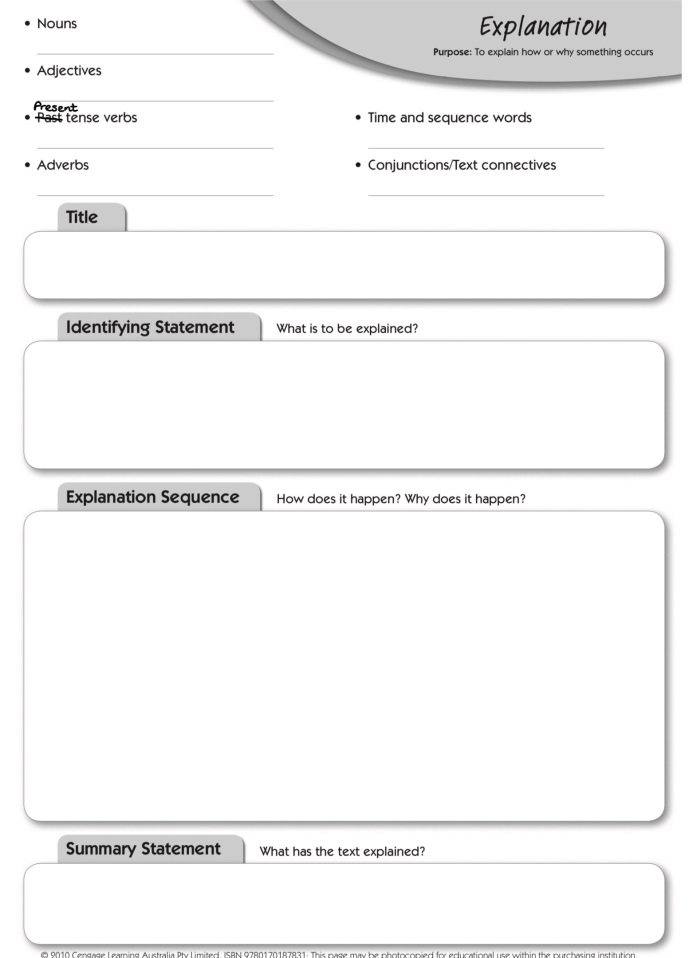 • Nouns
Explanation
Purpose: To explain how or why something occurs
• Adjectives
Present
• Past tense verbs
• Time and sequence words
• Adverbs
• Conjunctions/Text connectives
Title
Identifying Statement What is to be explained?
Explanation Sequence How does it happen? Why does it happen?
Summary Statement What has the text explained?
© 2010 Cengage Learning Australia Pty Limited. ISBN 9780170187831; This page may be photocopied for educational use within the purchasing institution.